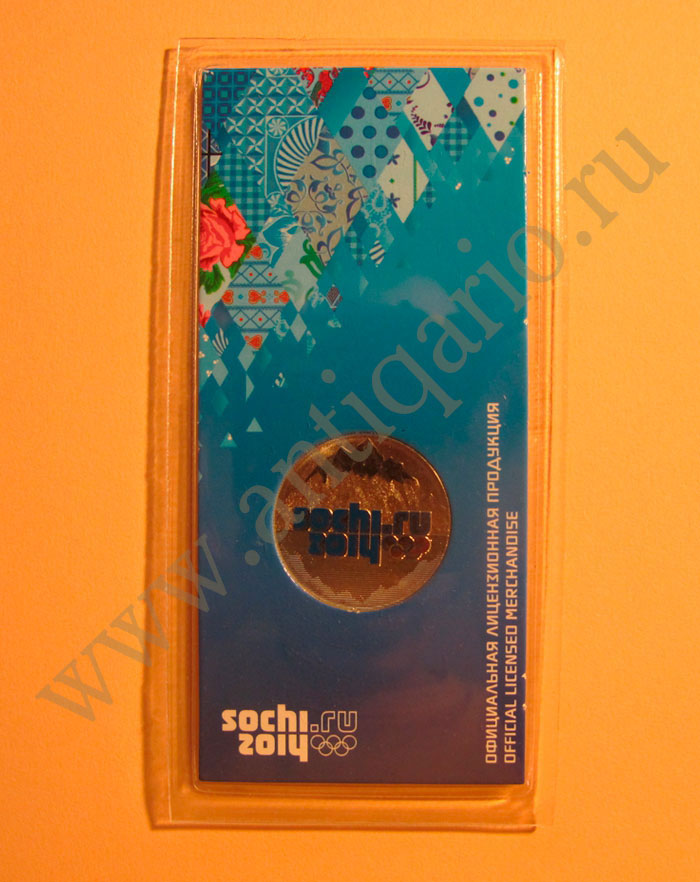 www.antiqario.ru
sochi.ru
2014
sochi.ru
2014
ОФИЦИАЛЬНАЯ ЛИЦЕНЗИОННАЯ ПРОДУКЦИЯ
OFFICIAL LICENSED MERCHANDISE